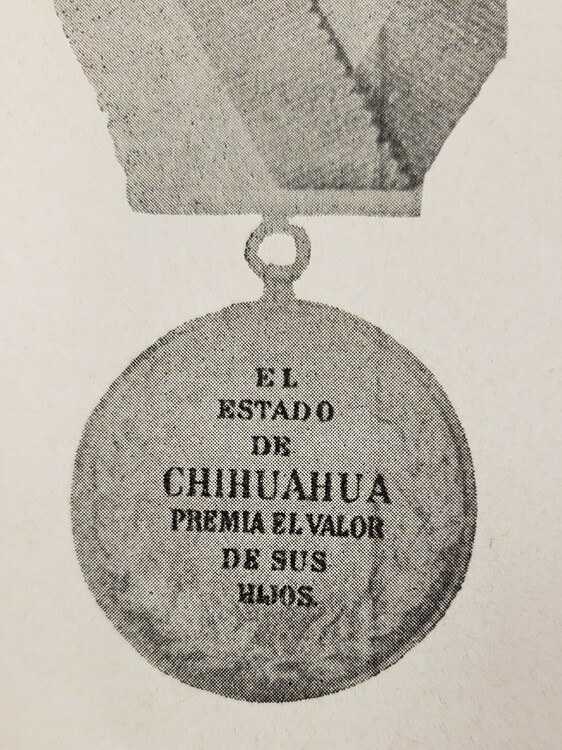 EL
ESTADO
DE
CHIHUAHUA
PREMIA EL VALOR
DE SUS
HIJOS.